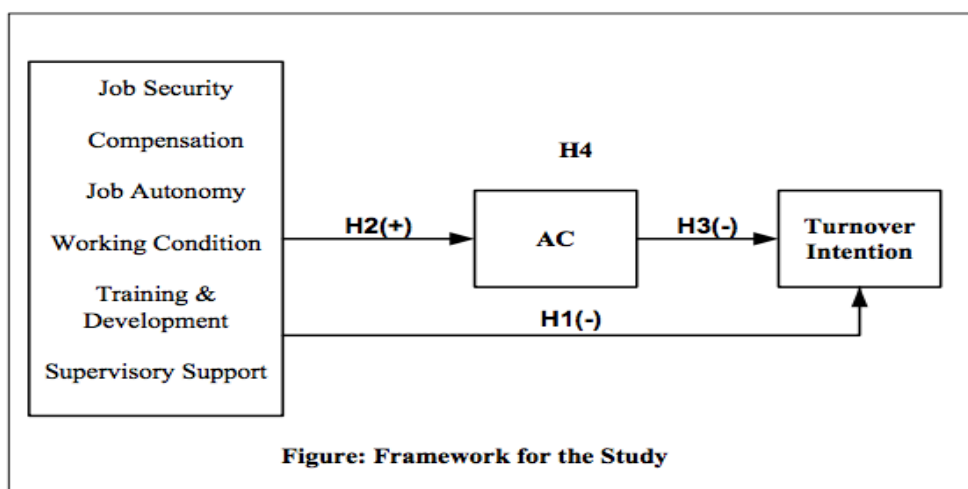 Job Security
Compensation
Job Autonomy
Working Condition
Training &
Development
Supervisory Support
H4
H2(+)
AC
H3(-)
Turnover
Intention
H1(-)
Figure: Framework for the Study